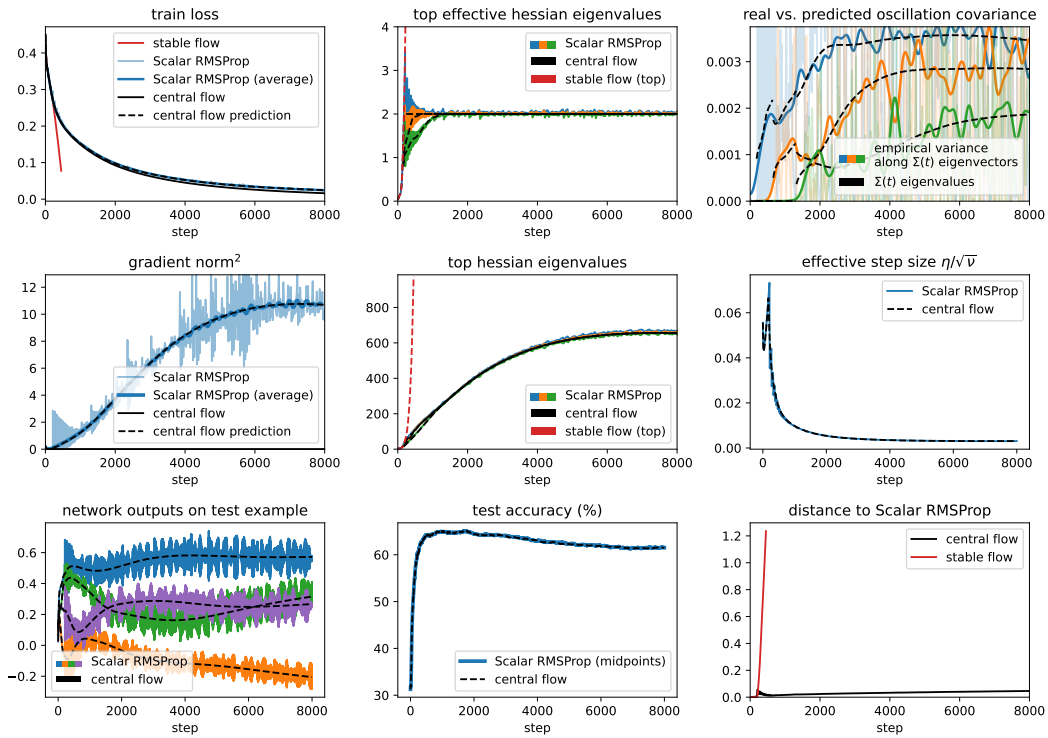 train loss
0.4
0.3
0.2
0.1
0.0
0
2000
4000
6000
8000
step
stable flow
Scalar RMSProp
Scalar RMSProp (average)
central flow
central flow prediction
top effective hessian eigenvalues
4
3
2
1
0
0
2000
4000
6000
8000
step
Scalar RMSProp
central flow
stable flow (top)
real vs. predicted oscillation covariance
0.003
0.002
0.001
0.000
0
2000
4000
6000
8000
step
empirical variance
along Σ(t) eigenvectors
Σ(t) eigenvalues
gradient norm²
12
10
8
6
4
2
0
0
2000
4000
6000
8000
step
Scalar RMSProp
Scalar RMSProp (average)
central flow
central flow prediction
top hessian eigenvalues
800
600
400
200
0
0
2000
4000
6000
8000
step
Scalar RMSProp
central flow
stable flow (top)
effective step size η/√ν
0.06
0.04
0.02
0.00
0
2000
4000
6000
8000
step
Scalar RMSProp
central flow
network outputs on test example
0.6
0.4
0.2
0.0
−0.2
0
2000
4000
6000
8000
step
Scalar RMSProp
central flow
test accuracy (%)
60
50
40
30
0
2000
4000
6000
8000
step
Scalar RMSProp (midpoints)
central flow
distance to Scalar RMSProp
1.2
1.0
0.8
0.6
0.4
0.2
0.0
0
2000
4000
6000
8000
step
central flow
stable flow